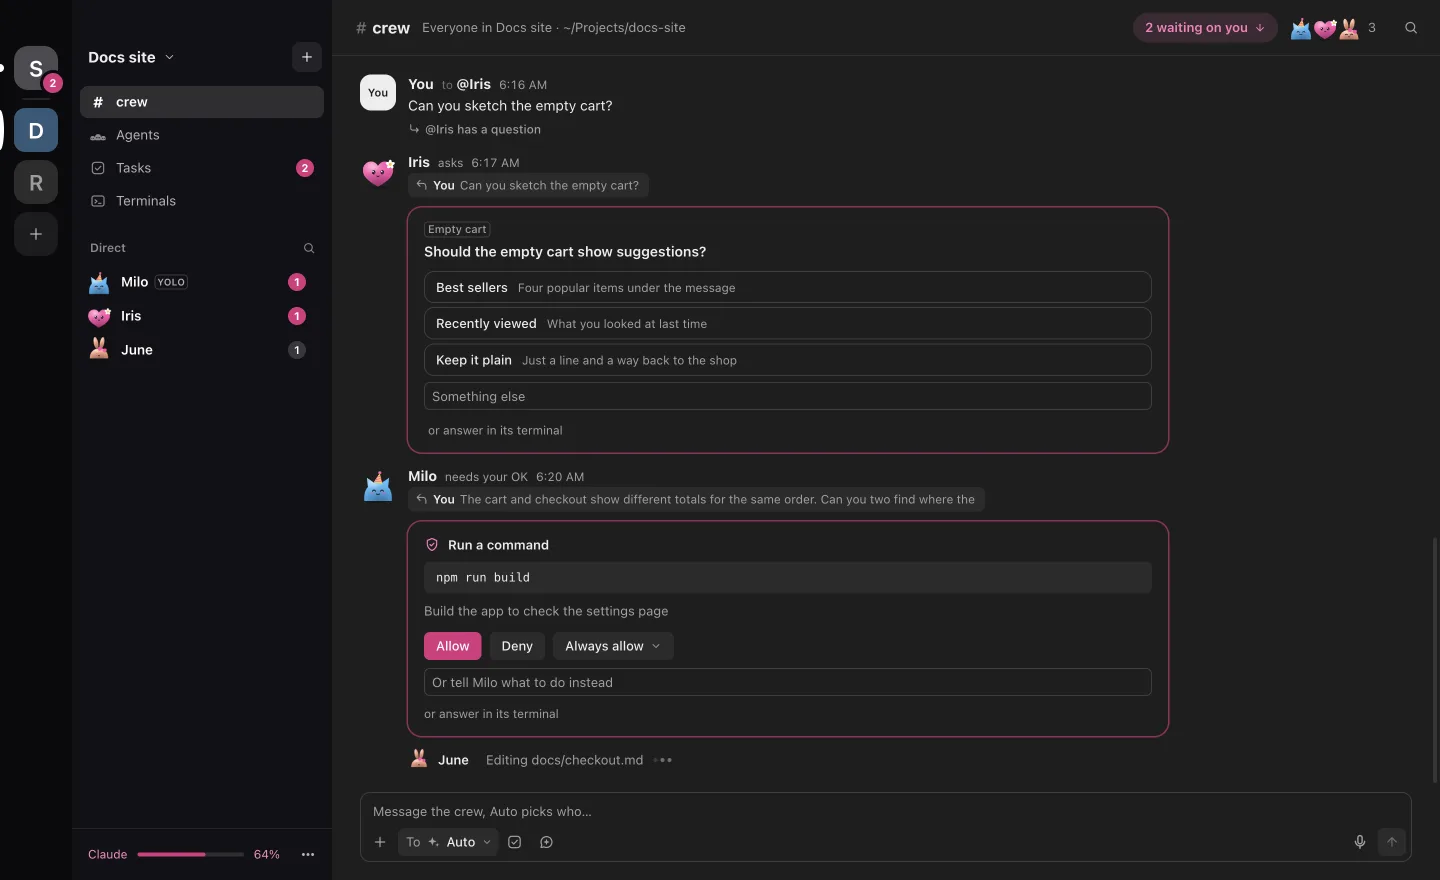 S
2
D
R
Docs site
# crew
Agents
Tasks 2
Terminals
Direct
Milo YOLO 1
Iris 1
June 1
Claude 64%
# crew Everyone in Docs site · ~/Projects/docs-site
2 waiting on you ↓
3
You
You to @Iris 6:16 AM
Can you sketch the empty cart?
@Iris has a question
Iris asks 6:17 AM
You Can you sketch the empty cart?
Empty cart
Should the empty cart show suggestions?
Best sellers Four popular items under the message
Recently viewed What you looked at last time
Keep it plain Just a line and a way back to the shop
Something else
or answer in its terminal
Milo needs your OK 6:20 AM
You The cart and checkout show different totals for the same order. Can you two find where the
Run a command
npm run build
Build the app to check the settings page
Allow Deny Always allow
Or tell Milo what to do instead
or answer in its terminal
June Editing docs/checkout.md
Message the crew, Auto picks who...
To Auto